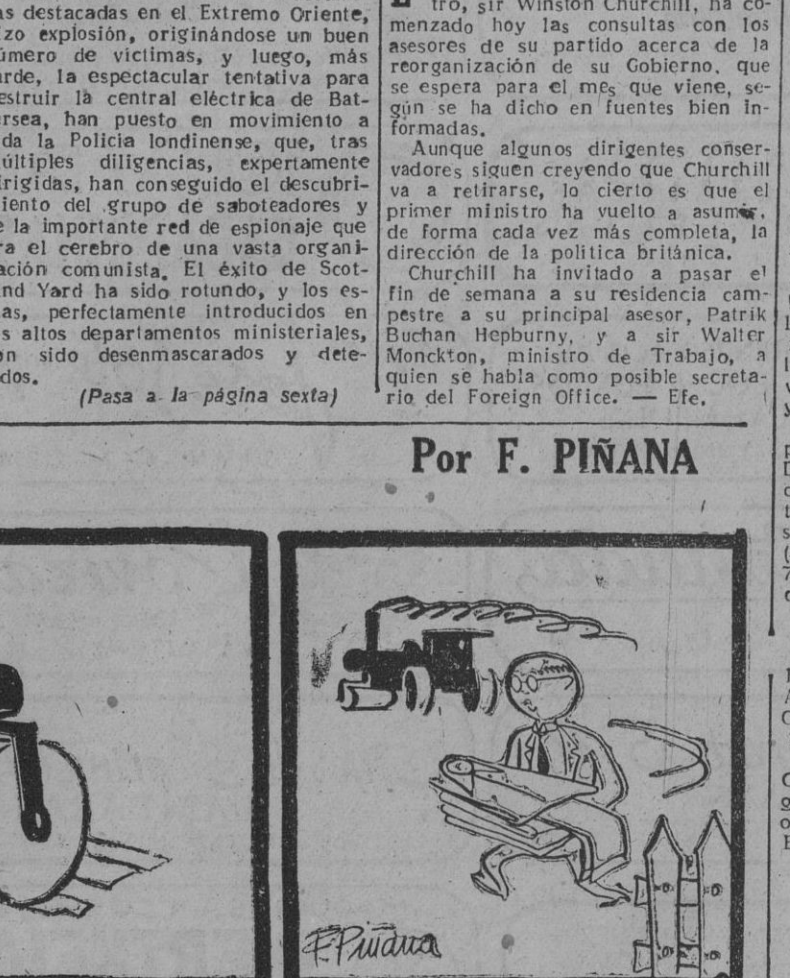 as destacadas en el Extremo Oriente,
izo explosión, originándose un buen
úmero de víctimas, y luego, más
arde, la espectacular tentativa para
estruir la central eléctrica de Bat-
rsea, han puesto en movimiento a
da la Policia londinense, que, tras
últiples diligencias, expertamente
irigidas, han conseguido el descubri-
iento del grupo de saboteadores y
e la importante red de espionaje que
ra el cerebro de una vasta organi-
ación comunista. El éxito de Scot-
and Yard ha sido rotundo, y los es-
as, perfectamente introducidos en
s altos departamentos ministeriales,
n sido desenmascarados y dete-
dos.
(Pasa a la página sexta)
tro, sir Winston Churchill, ha co-
menzado hoy las consultas con los
asesores de su partido acerca de la
reorganización de su Gobierno, que
se espera para el mes que viene, se-
gún se ha dicho en fuentes bien in-
formadas.
Aunque algunos dirigentes conser-
vadores siguen creyendo que Churchill
va a retirarse, lo cierto es que el
primer ministro ha vuelto a asumir,
de forma cada vez más completa, la
dirección de la politica británica.
Churchill ha invitado a pasar el
fin de semana a su residencia cam-
pestre a su principal asesor, Patrik
Buchan Hepburny, y a sir Walter
Monckton, ministro de Trabajo, a
quien se habla como posible secreta-
rio del Foreign Office. — Efe.
Por F. PIÑANA
F. Piñana